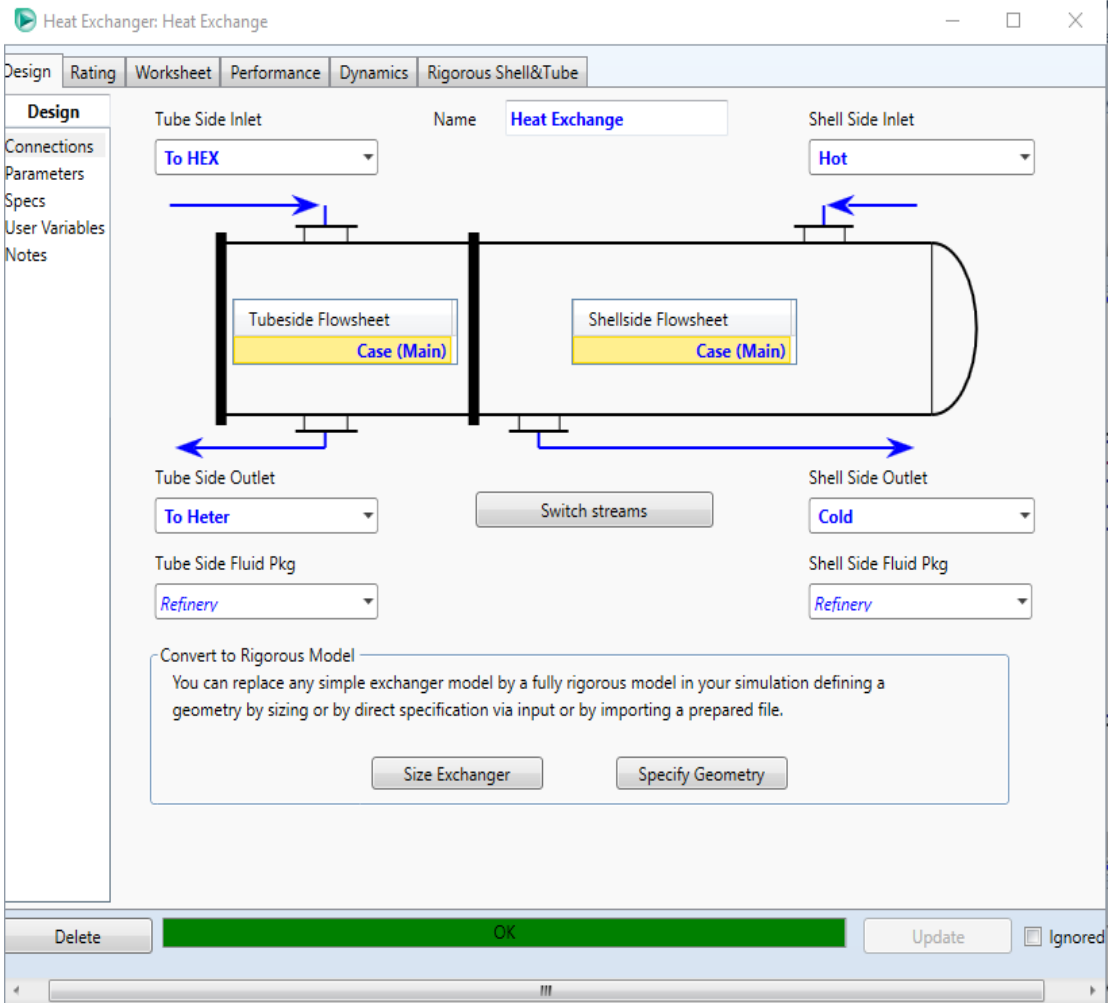 Heat Exchanger: Heat Exchange
Design Rating Worksheet Performance Dynamics Rigorous Shell&Tube
Design
Connections
Parameters
Specs
User Variables
Notes
Tube Side Inlet Name Heat Exchange Shell Side Inlet
To HEX Hot
Tubeside Flowsheet Shellside Flowsheet
Case (Main) Case (Main)
Tube Side Outlet Shell Side Outlet
To Heter Switch streams Cold
Tube Side Fluid Pkg Shell Side Fluid Pkg
Refinery Refinery
Convert to Rigorous Model
You can replace any simple exchanger model by a fully rigorous model in your simulation defining a
geometry by sizing or by direct specification via input or by importing a prepared file.
Size Exchanger Specify Geometry
Delete OK Update Ignored